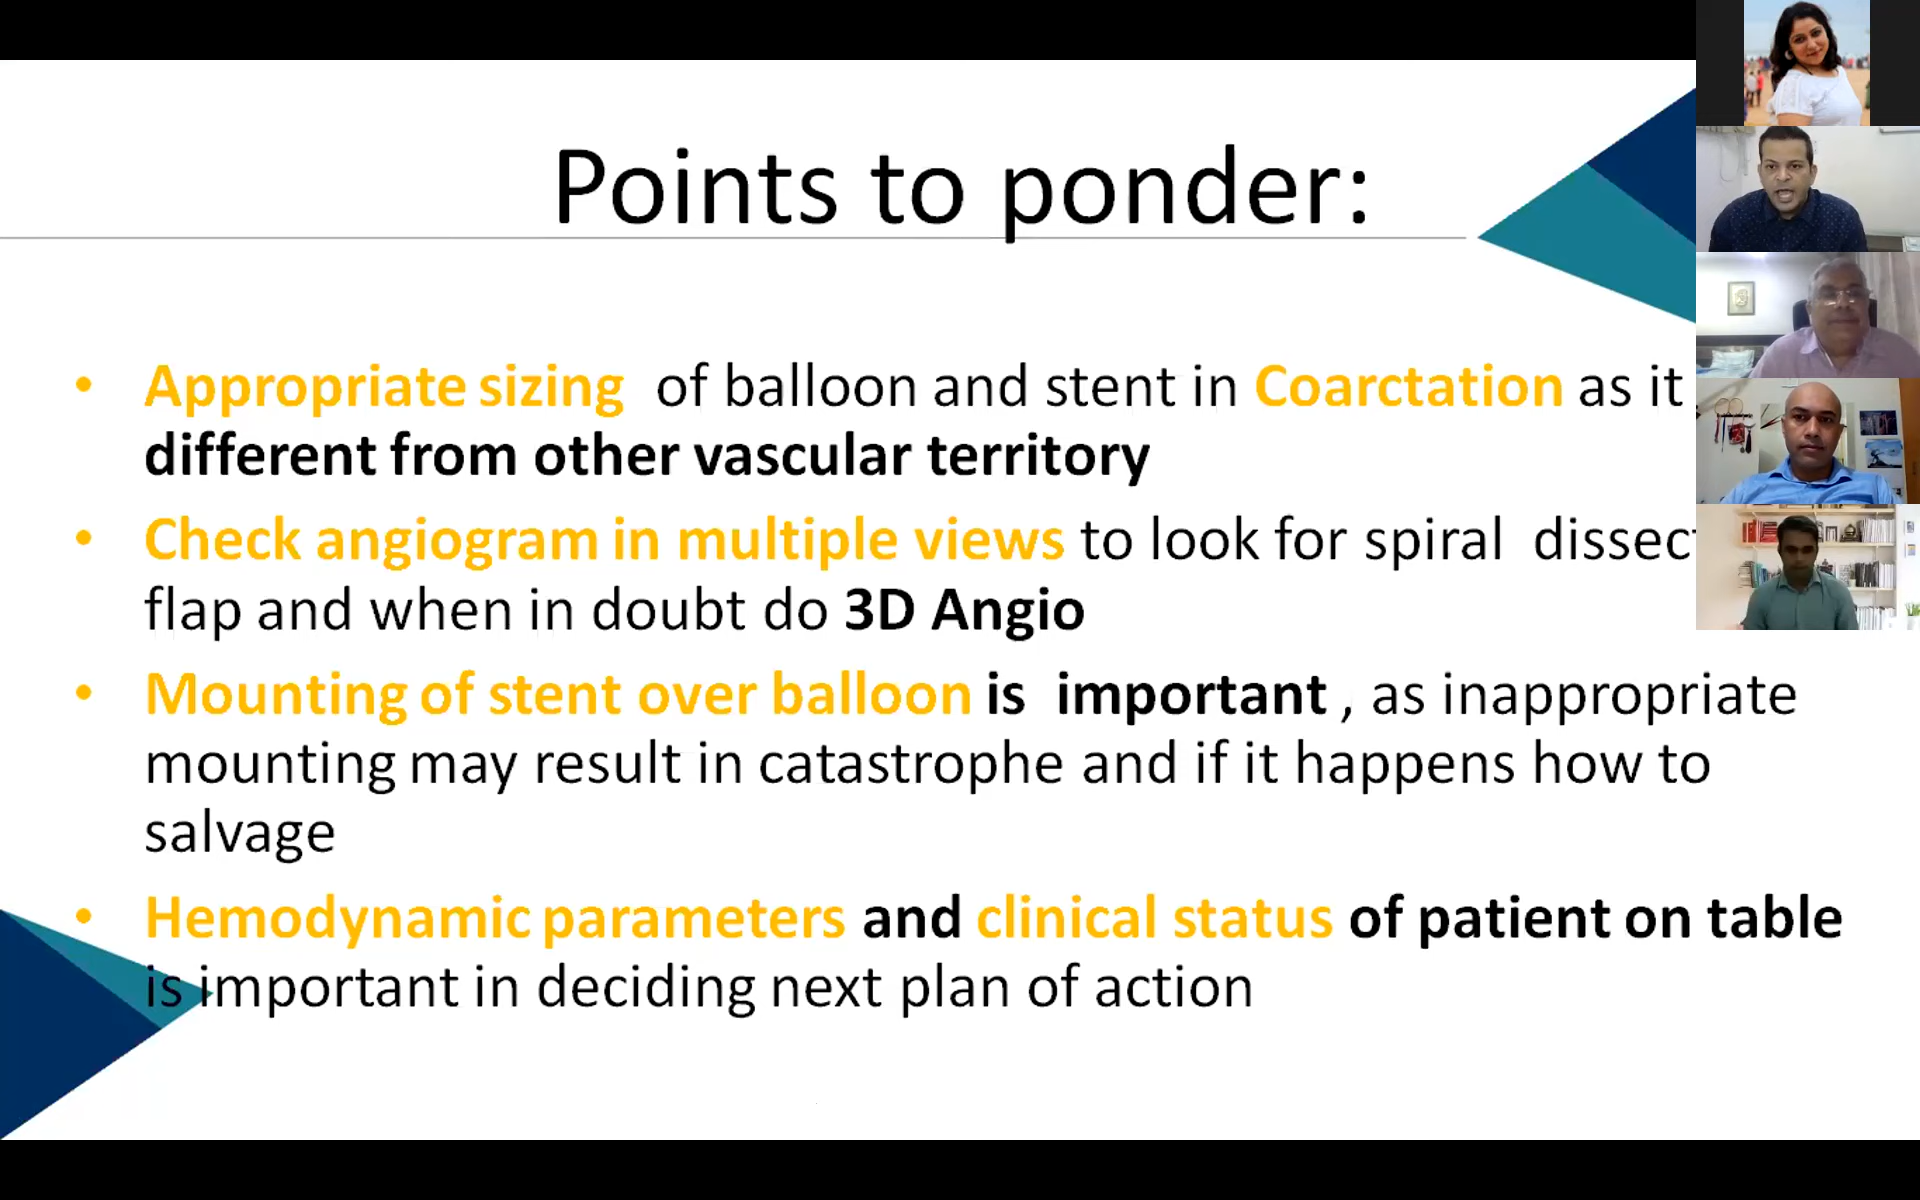 Points to ponder:
• Appropriate sizing of balloon and stent in Coarctation as it
different from other vascular territory
• Check angiogram in multiple views to look for spiral
flap and when in doubt do 3D Angio
• Mounting of stent over balloon is important , as inappropriate
mounting may result in catastrophe and if it happens how to
salvage
• Hemodynamic parameters and clinical status of patient on table
is important in deciding next plan of action